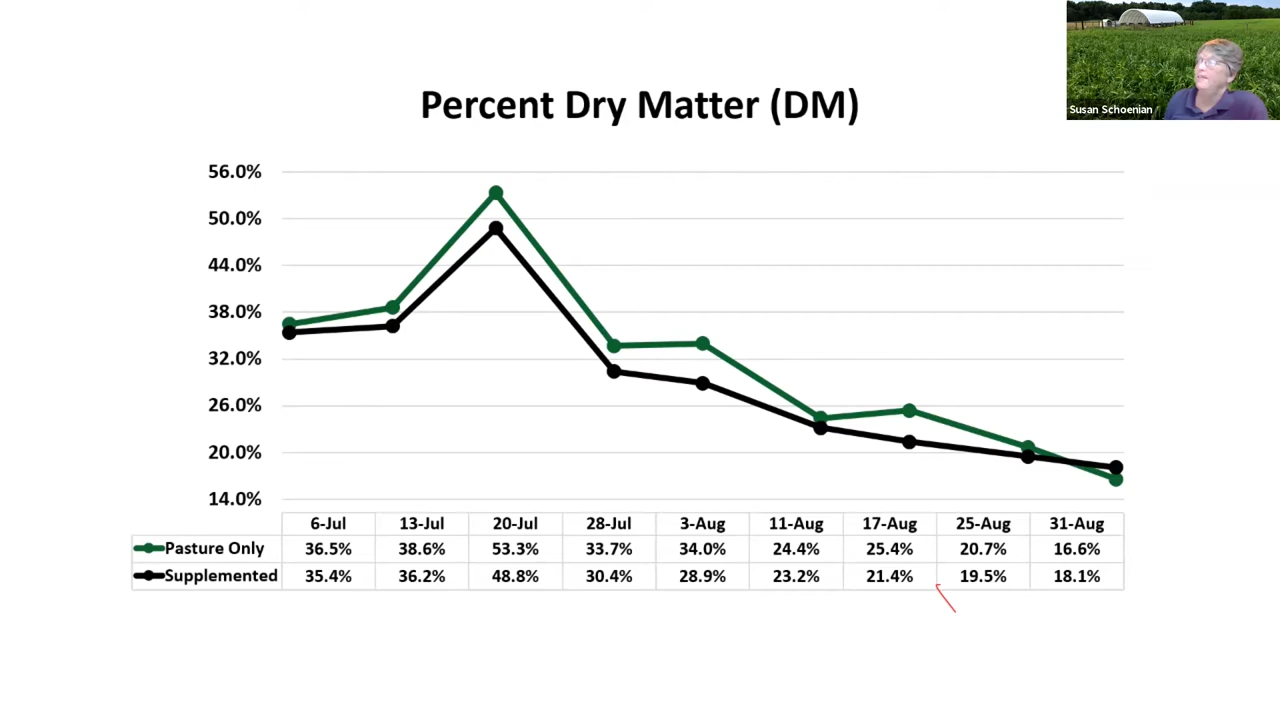 Susan Schoenian
Percent Dry Matter (DM)
56.0%
50.0%
44.0%
38.0%
32.0%
26.0%
20.0%
14.0%
6-Jul 13-Jul 20-Jul 28-Jul 3-Aug 11-Aug 17-Aug 25-Aug 31-Aug
Pasture Only 36.5% 38.6% 53.3% 33.7% 34.0% 24.4% 25.4% 20.7% 16.6%
Supplemented 35.4% 36.2% 48.8% 30.4% 28.9% 23.2% 21.4% 19.5% 18.1%